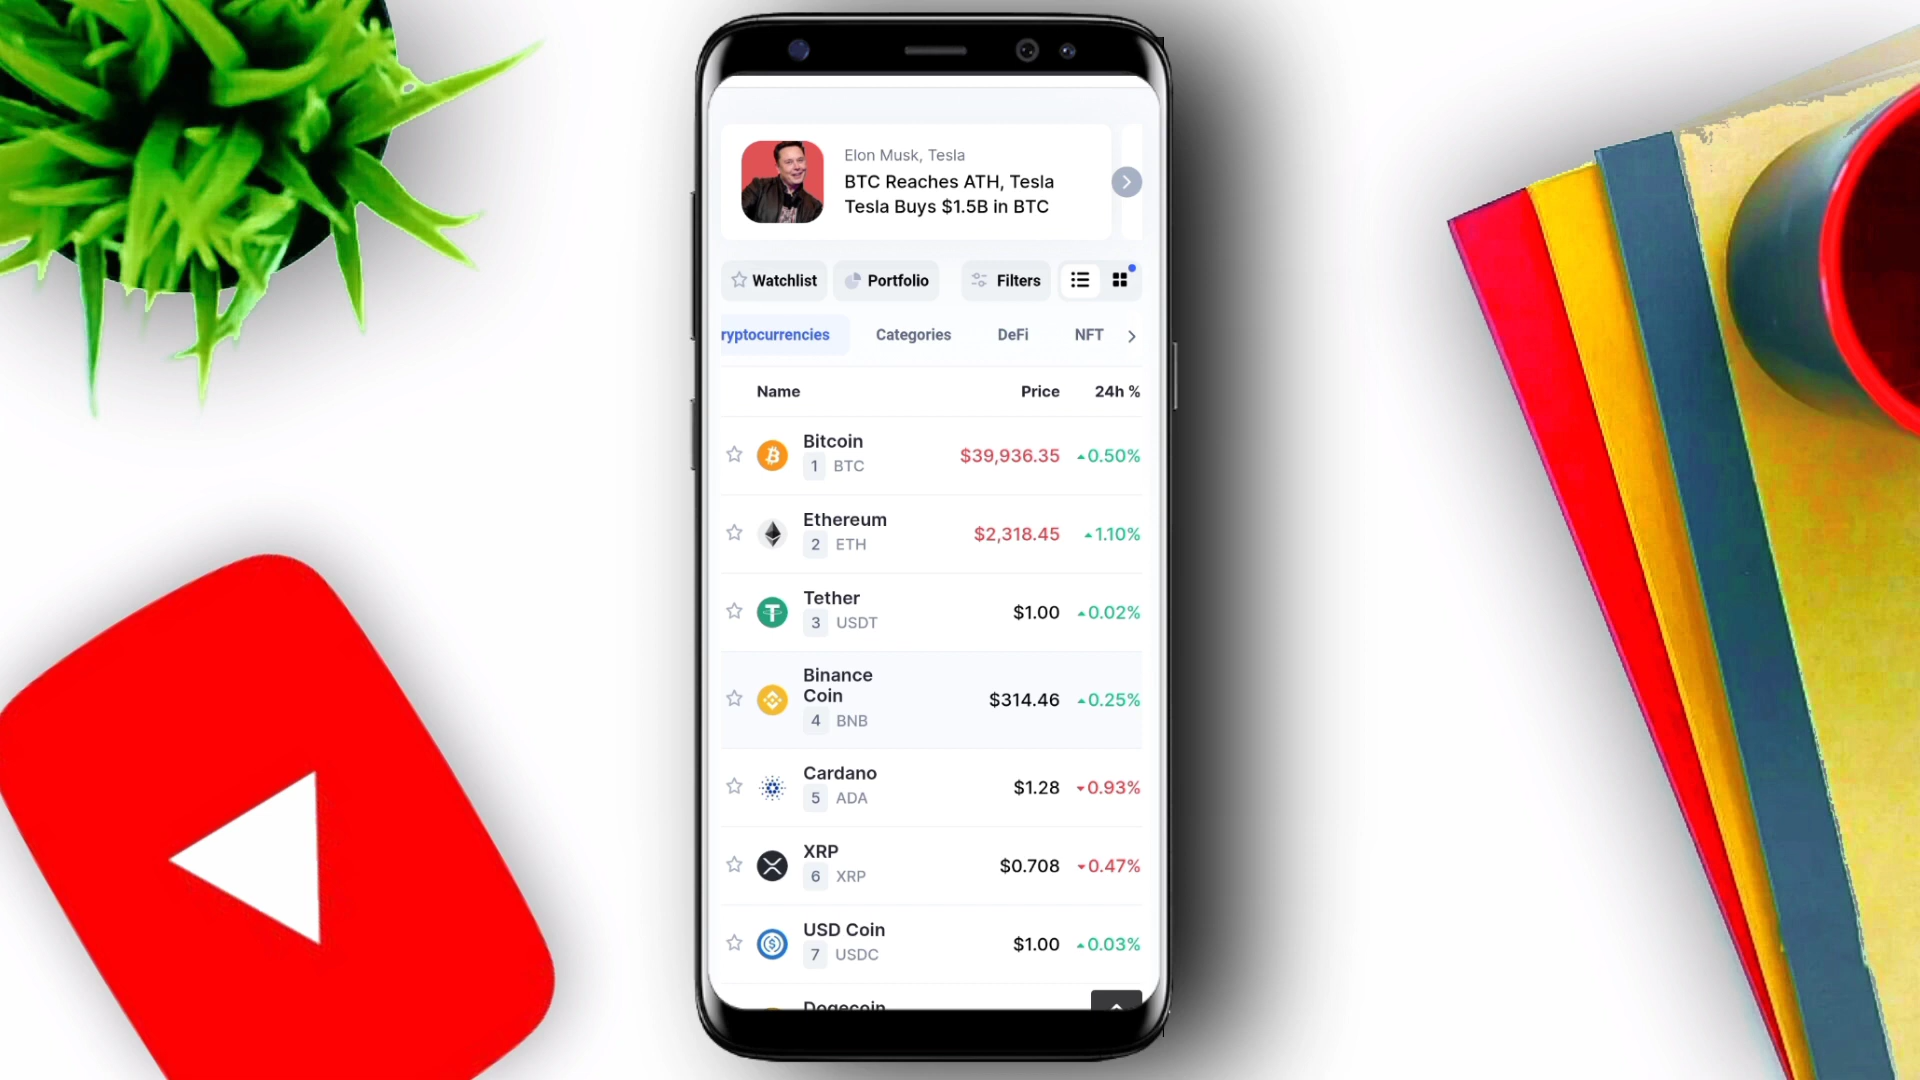 Elon Musk, Tesla
BTC Reaches ATH, Tesla
Tesla Buys $1.5B in BTC
Watchlist
Portfolio
Filters
ryptocurrencies
Categories
DeFi
NFT
Name
Price
24h %
Bitcoin
1 BTC
$39,936.35
0.50%
Ethereum
2 ETH
$2,318.45
1.10%
Tether
3 USDT
$1.00
0.02%
Binance
Coin
4 BNB
$314.46
0.25%
Cardano
5 ADA
$1.28
0.93%
XRP
6 XRP
$0.708
0.47%
USD Coin
7 USDC
$1.00
0.03%
Dogecoin